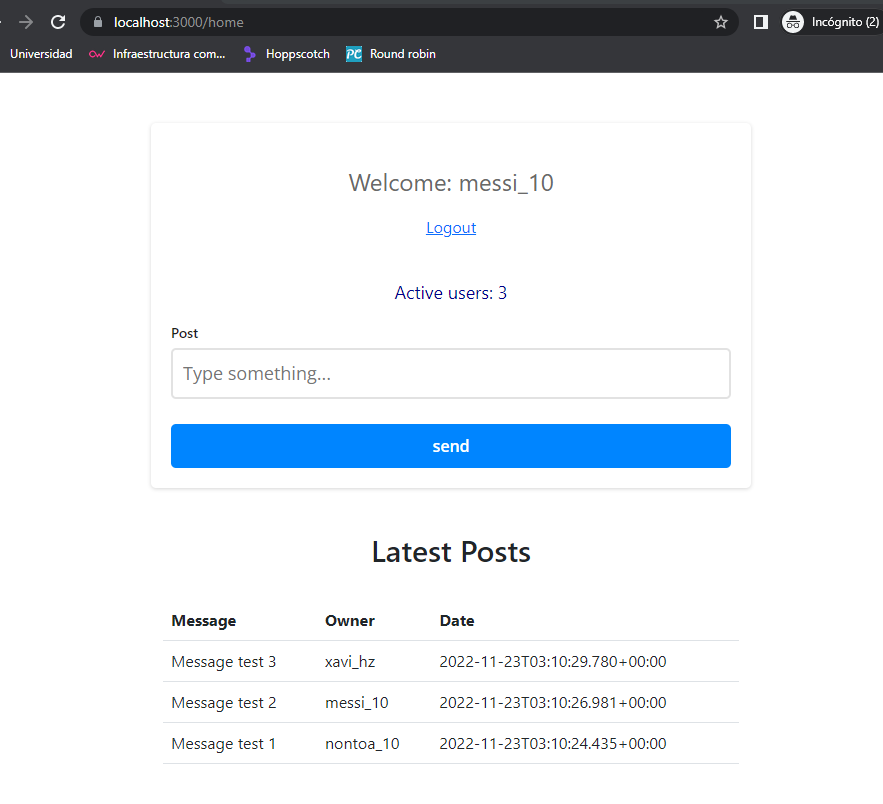 localhost:3000/home
Incógnito (2)
Universidad Infraestructura com... Hoppscotch PC Round robin
Welcome: messi_10
Logout
Active users: 3
Post
Type something...
send
Latest Posts
Message Owner Date
Message test 3 xavi_hz 2022-11-23T03:10:29.780+00:00
Message test 2 messi_10 2022-11-23T03:10:26.981+00:00
Message test 1 nontoa_10 2022-11-23T03:10:24.435+00:00